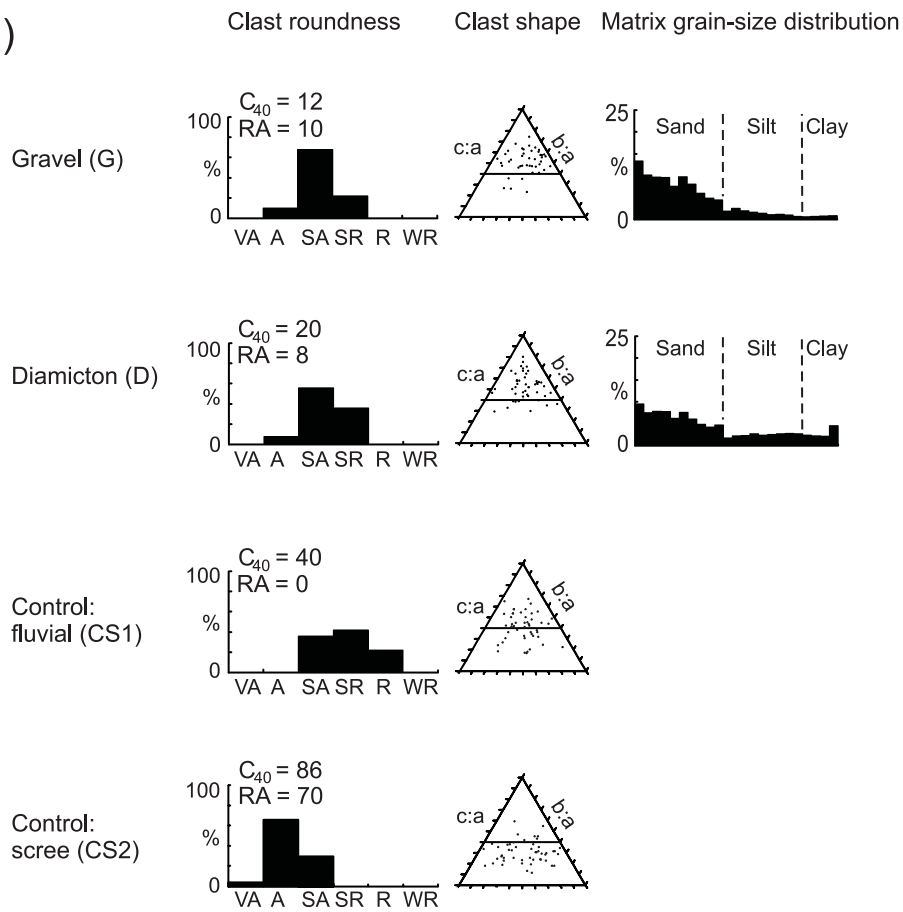 )
Clast roundness Clast shape Matrix grain-size distribution
Gravel (G)
C40 = 12
RA = 10
100
%
0
VA A SA SR R WR
c:a
b:a
25
%
0
Sand Silt Clay
Diamicton (D)
C40 = 20
RA = 8
100
%
0
VA A SA SR R WR
c:a
b:a
25
%
0
Sand Silt Clay
Control:
fluvial (CS1)
C40 = 40
RA = 0
100
%
0
VA A SA SR R WR
c:a
b:a
Control:
scree (CS2)
C40 = 86
RA = 70
100
%
0
VA A SA SR R WR
c:a
b:a